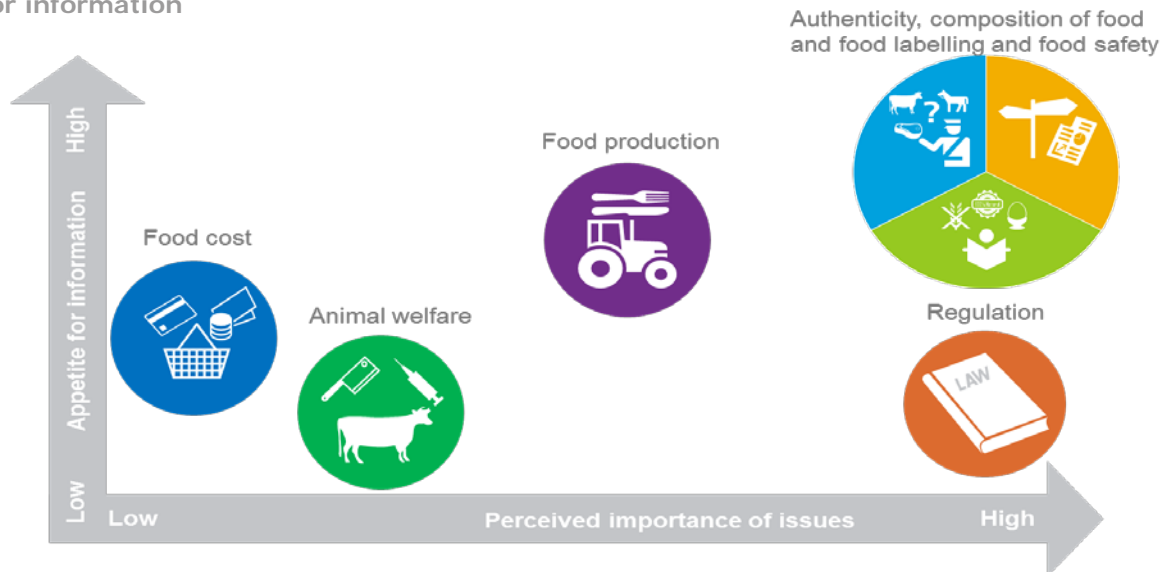 or information
Authenticity, composition of food
and food labelling and food safety
Food production
Food cost
Animal welfare
Regulation
LAW
?
High
Appetite for information
Low
Low
Perceived importance of issues
High